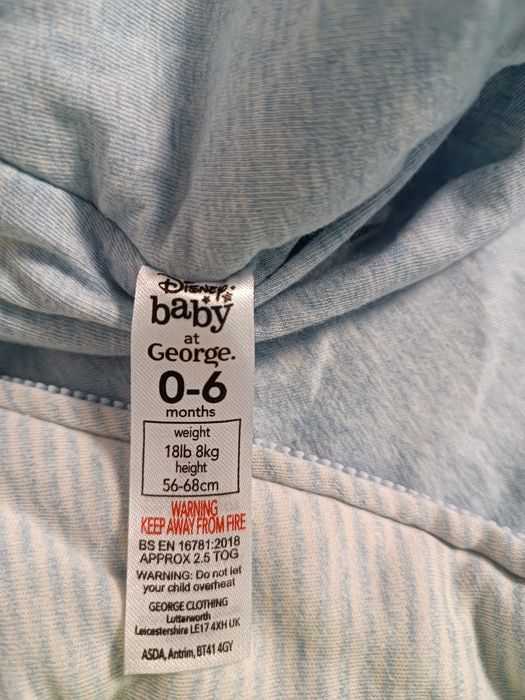 Disney
baby
at
George.
0-6
months
weight
18lb 8kg
height
56-68cm
WARNING
KEEP AWAY FROM FIRE
BS EN 16781:2018
APPROX 2.5 TOG
WARNING: Do not let
your child overheat
GEORGE CLOTHING
Lutterworth
Leicestershire LE17 4XH UK
ASDA, Antrim, BT41 4GY